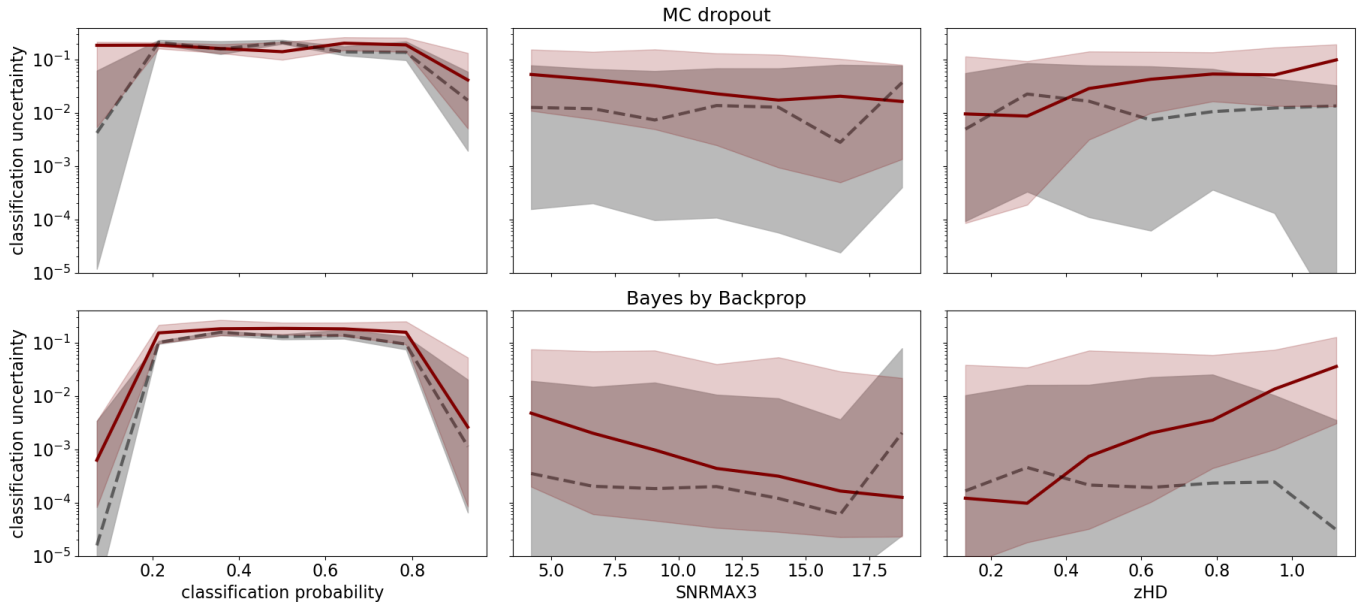 MC dropout
classification uncertainty
10⁻¹
10⁻²
10⁻³
10⁻⁴
10⁻⁵
Bayes by Backprop
classification uncertainty
10⁻¹
10⁻²
10⁻³
10⁻⁴
10⁻⁵
0.2 0.4 0.6 0.8
classification probability
5.0 7.5 10.0 12.5 15.0 17.5
SNRMAX3
0.2 0.4 0.6 0.8 1.0
zHD